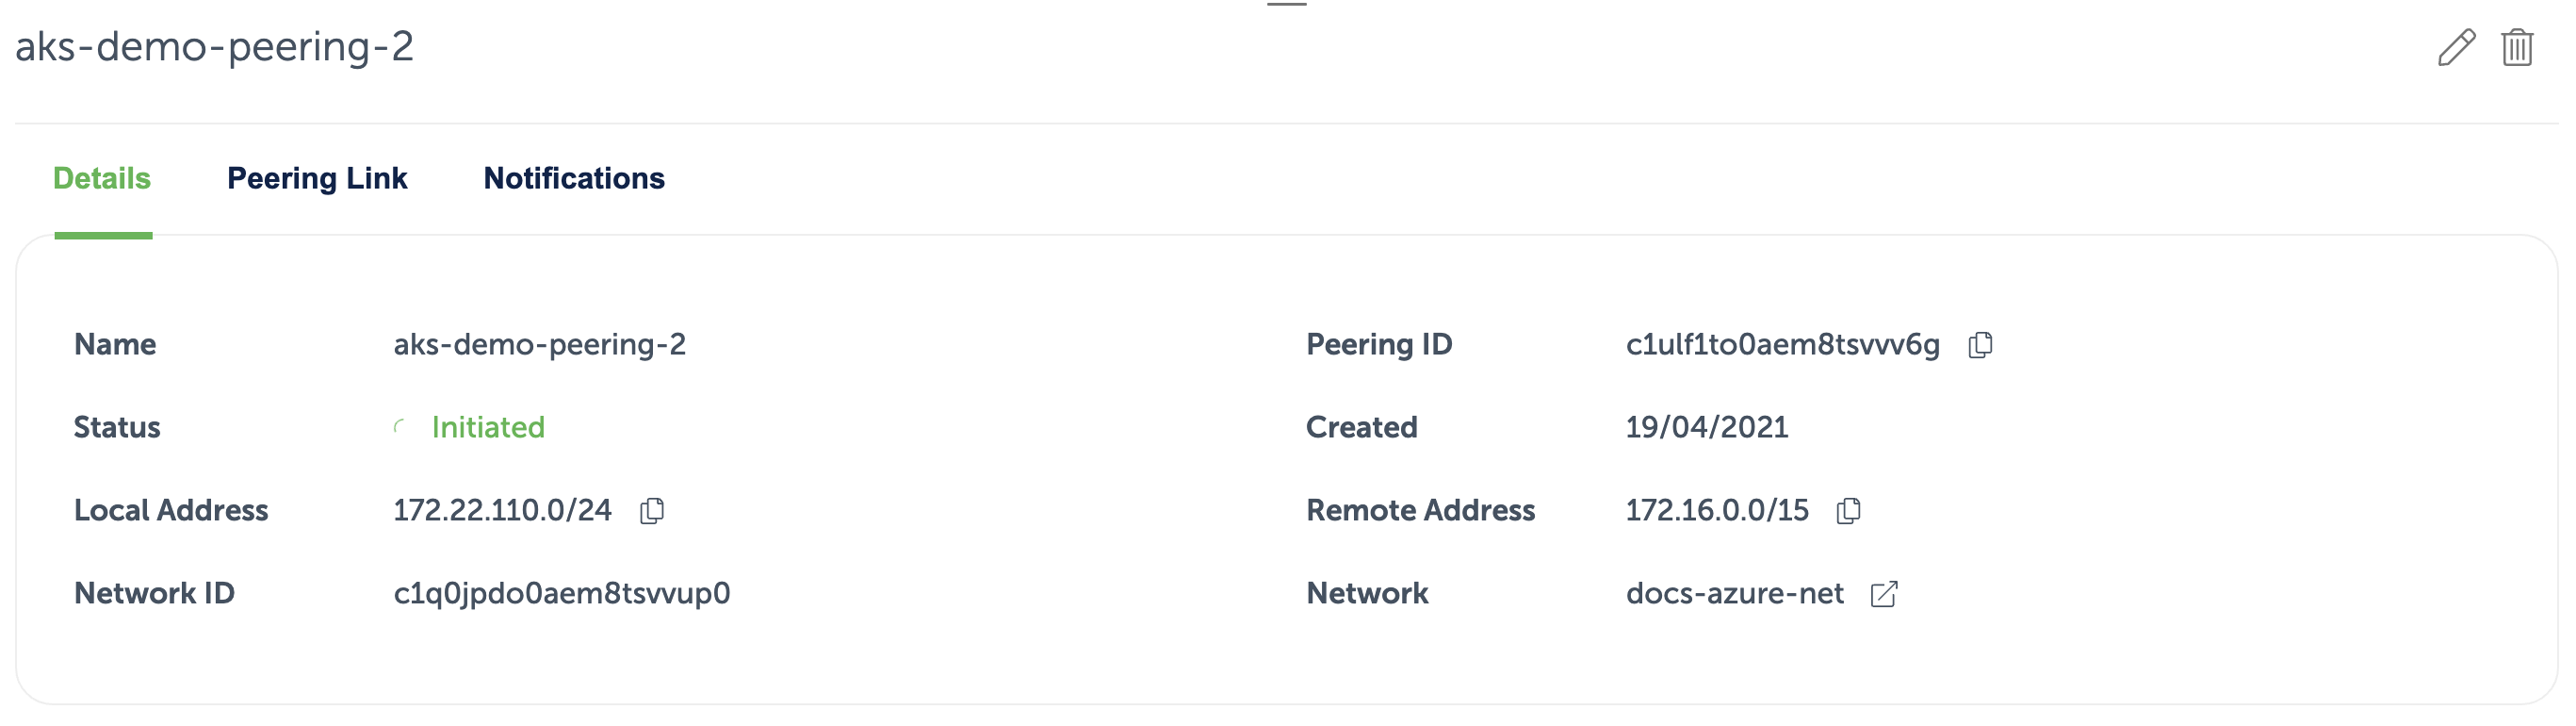 aks-demo-peering-2
Details Peering Link Notifications
Name aks-demo-peering-2 Peering ID c1ulf1to0aem8tsvvv6g
Status Initiated Created 19/04/2021
Local Address 172.22.110.0/24 Remote Address 172.16.0.0/15
Network ID c1q0jpdo0aem8tsvvup0 Network docs-azure-net